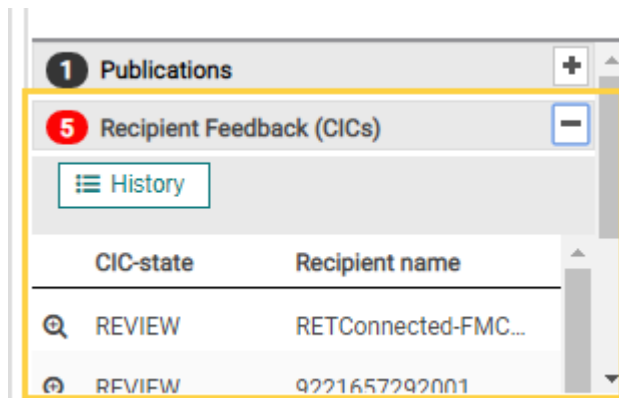 1 Publications
5 Recipient Feedback (CICs)
History
CIC-state Recipient name
REVIEW RETConnected-FMC...
REVIEW 9221657292001